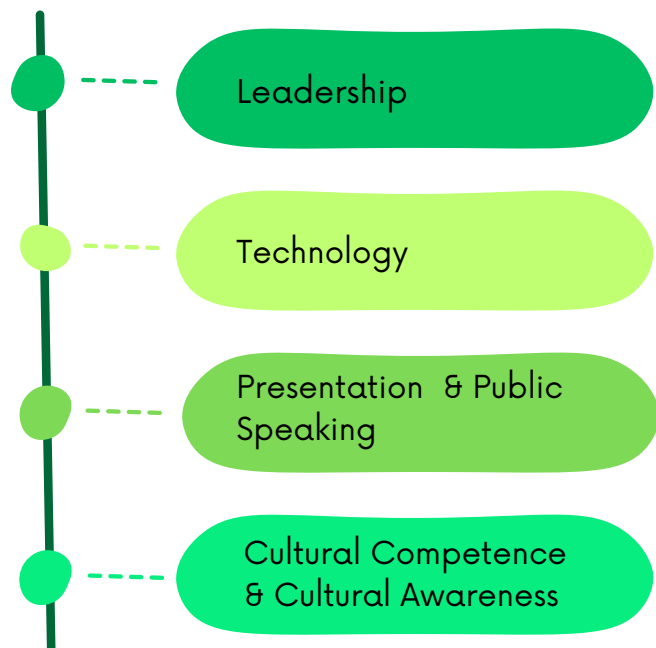 Leadership
Technology
Presentation & Public
Speaking
Cultural Competence
& Cultural Awareness